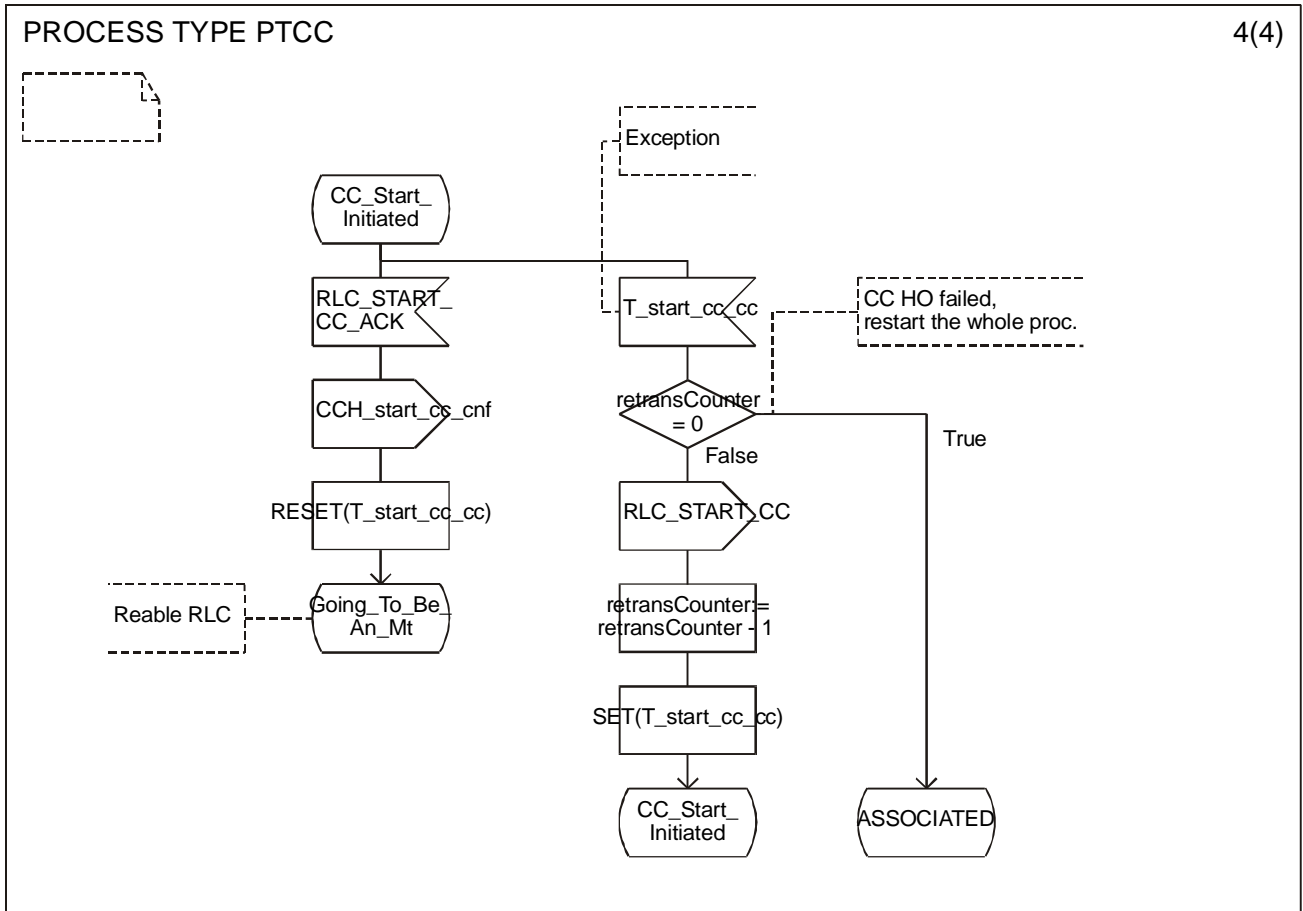 PROCESS TYPE PTCC
4(4)
Exception
CC_Start_
Initiated
RLC_START_
CC_ACK
T_start_cc_cc
CC HO failed,
restart the whole proc.
CCH_start_cc_cnf
retransCounter
= 0
True
False
RESET(T_start_cc_cc)
RLC_START_CC
Reable RLC
Going_To_Be_
An_Mt
retransCounter:=
retransCounter - 1
SET(T_start_cc_cc)
CC_Start_
Initiated
ASSOCIATED